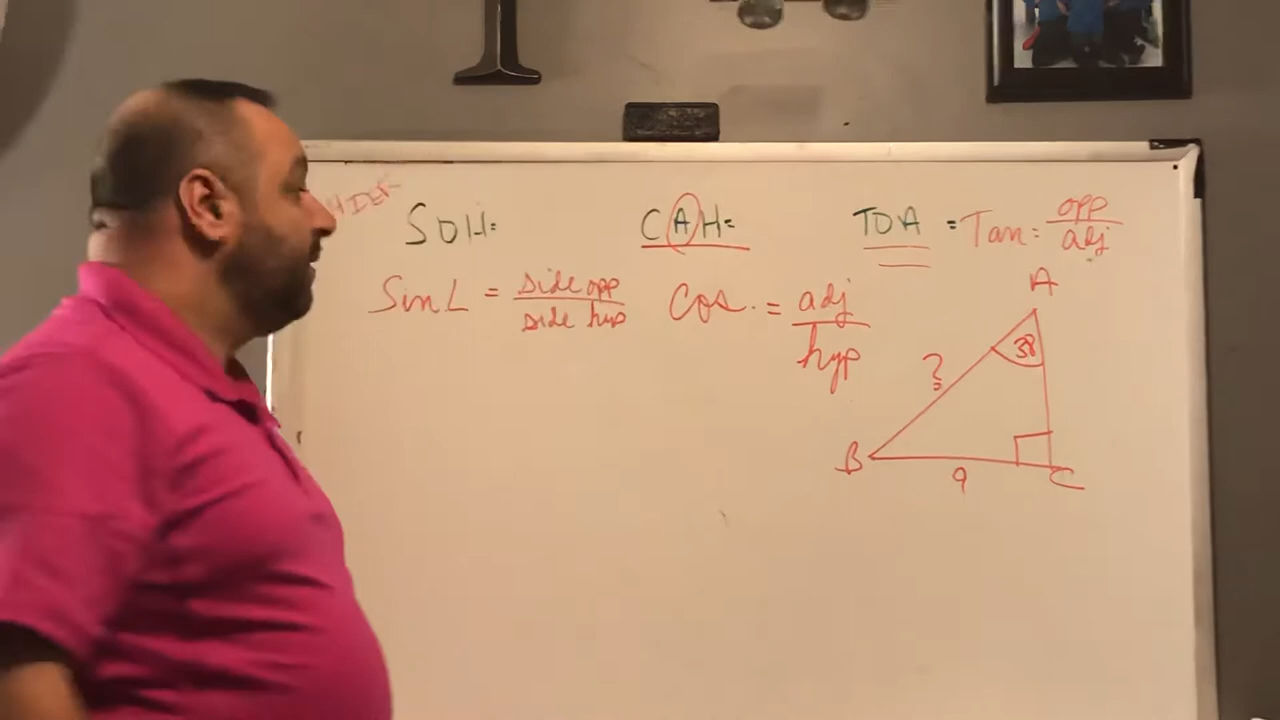 SOH=
CAH=
TOA = Tan = opp/adj
Sin L = side opp/side hyp
Cos. = adj/hyp
A
38
?
B
9
C